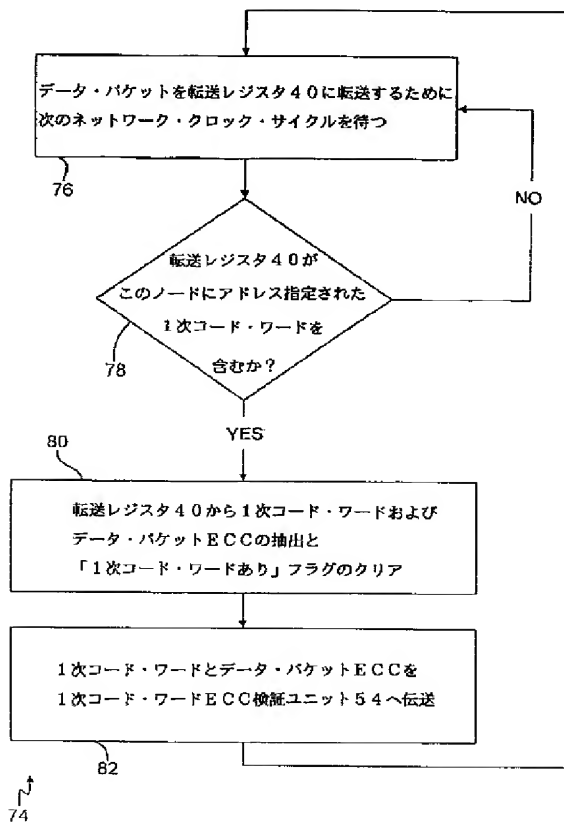 データ・パケットを転送レジスタ40に転送するために
次のネットワーク・クロック・サイクルを待つ
76
NO
転送レジスタ40が
このノードにアドレス指定された
1次コード・ワードを
含むか?
78
YES
80
転送レジスタ40から1次コード・ワードおよび
データ・パケットECCの抽出と
「1次コード・ワードあり」フラグのクリア
1次コード・ワードとデータ・パケットECCを
1次コード・ワードECC検証ユニット54へ伝送
82
74